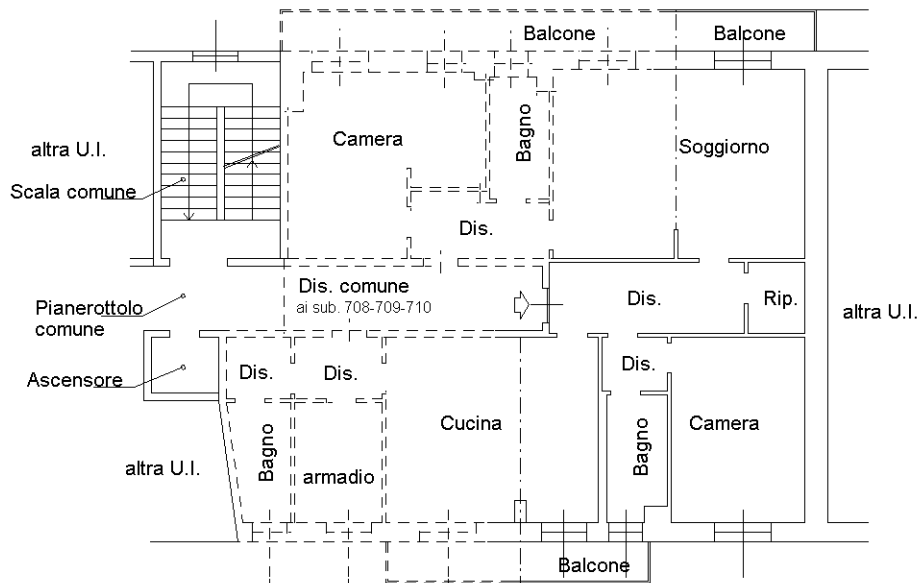 Balcone
Balcone
Camera
Bagno
Soggiorno
altra U.I.
Scala comune
Dis.
Dis. comune
ai sub. 708-709-710
Dis.
Rip.
Pianerottolo
comune
altra U.I.
Ascensore
Dis.
Dis.
Dis.
Cucina
Camera
Bagno
armadio
Bagno
altra U.I.
Balcone